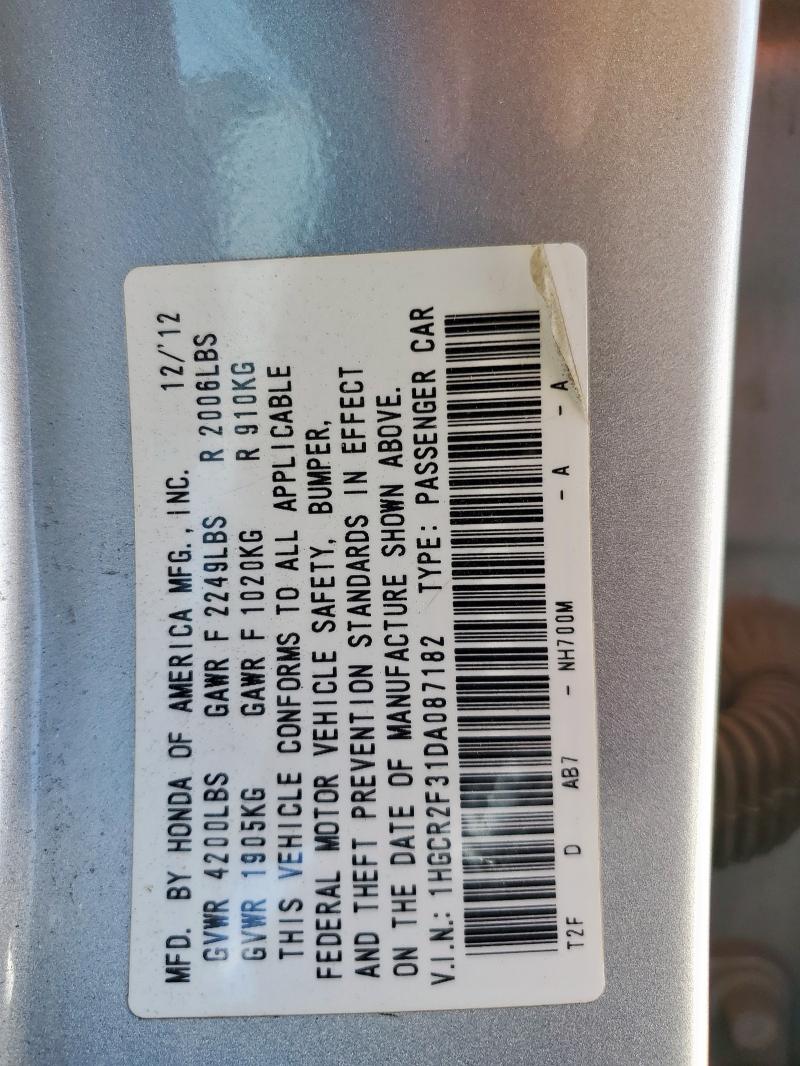 MFD. BY HONDA OF AMERICA MFG., INC. 12/'12
GVWR 4200LBS GAWR F 2249LBS R 2006LBS
GVWR 1905KG GAWR F 1020KG R 910KG
THIS VEHICLE CONFORMS TO ALL APPLICABLE
FEDERAL MOTOR VEHICLE SAFETY, BUMPER,
AND THEFT PREVENTION STANDARDS IN EFFECT
ON THE DATE OF MANUFACTURE SHOWN ABOVE.
V.I.N.: 1HGCR2F31DA087182 TYPE: PASSENGER CAR
T2F D AB7 - NH700M - A - A